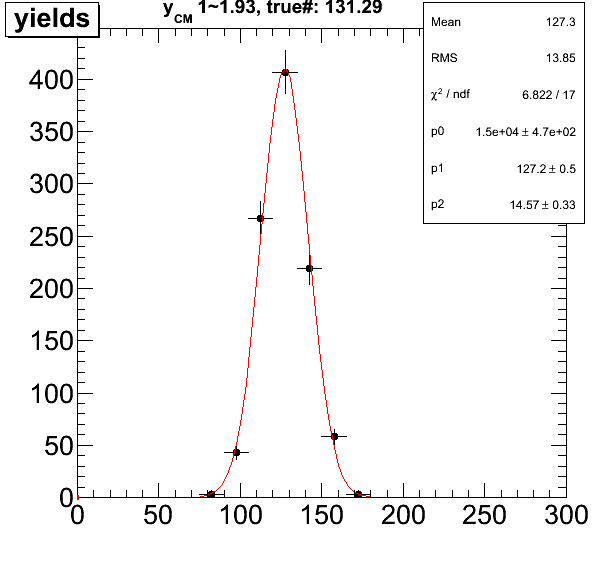 yields
y_CM 1~1.93, true#: 131.29
Mean 127.3
RMS 13.85
χ² / ndf 6.822 / 17
p0 1.5e+04 ± 4.7e+02
p1 127.2 ± 0.5
p2 14.57 ± 0.33
400
350
300
250
200
150
100
50
0
0 50 100 150 200 250 300